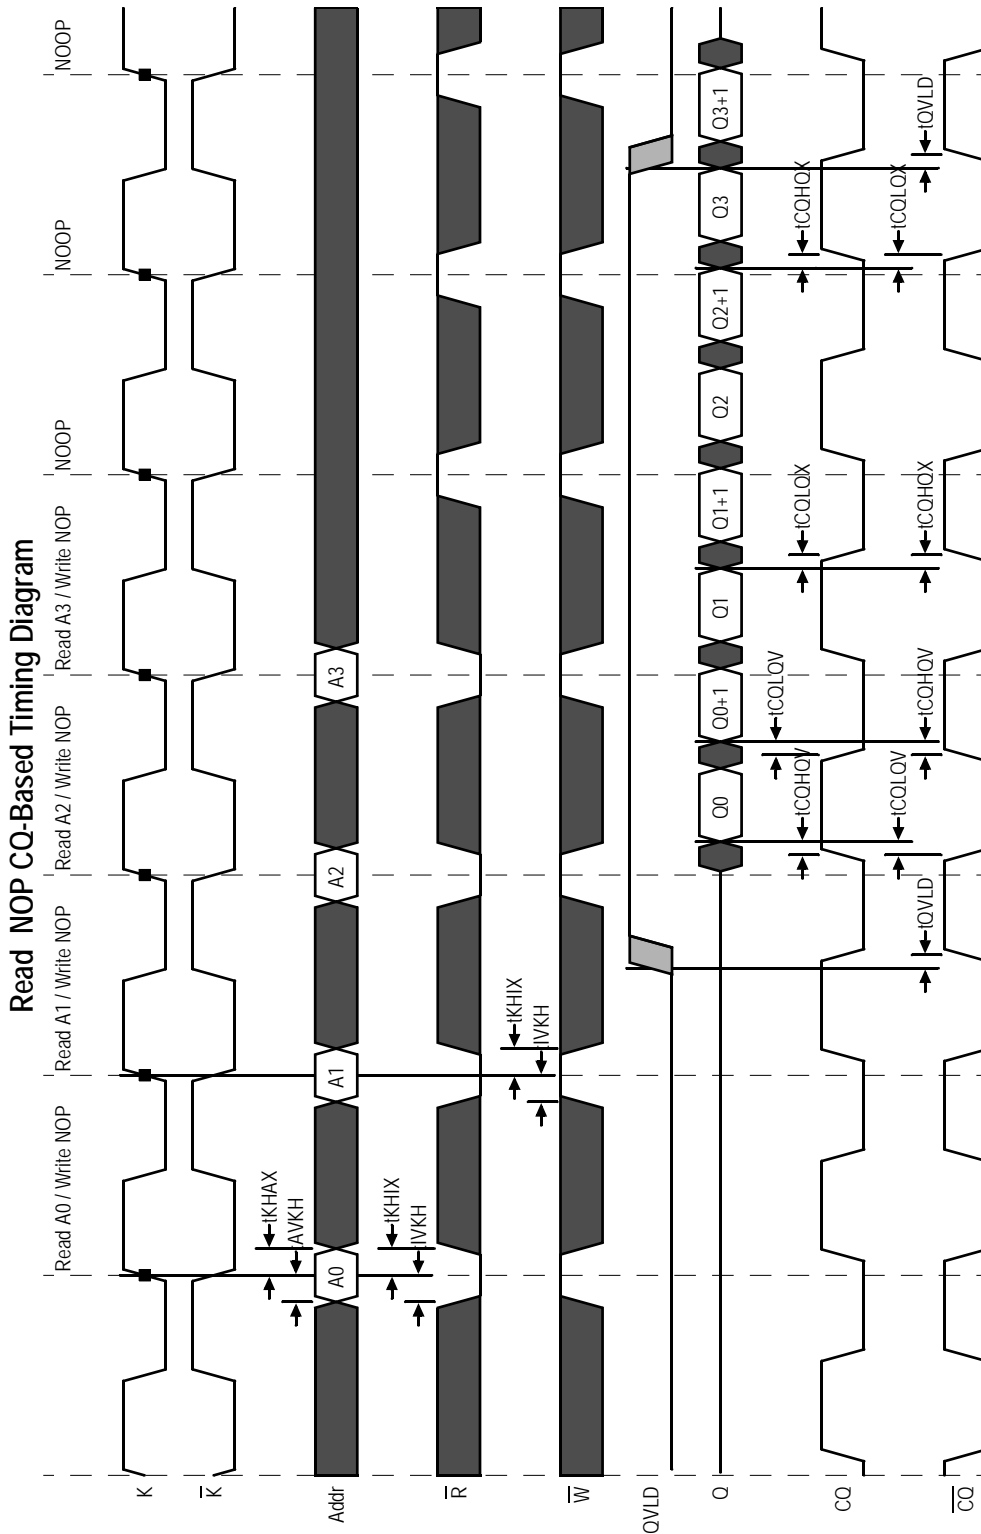 Read NOP CQ-Based Timing Diagram
Read A0 / Write NOP
Read A1 / Write NOP
Read A2 / Write NOP
Read A3 / Write NOP
NOOP
NOOP
NOOP
K
K
tKHAX
tAVKH
Addr
A0
A1
A2
A3
tKHIX
tIVKH
R
tKHIX
tIVKH
W
QVLD
Q
Q0
Q0+1
Q1
Q1+1
Q2
Q2+1
Q3
Q3+1
tCQLQV
tCQHQV
tCQLQX
tCQHQX
CQ
tQVLD
tCQLQV
tCQHQV
tCQHQX
tCQLQX
tQVLD
CQ